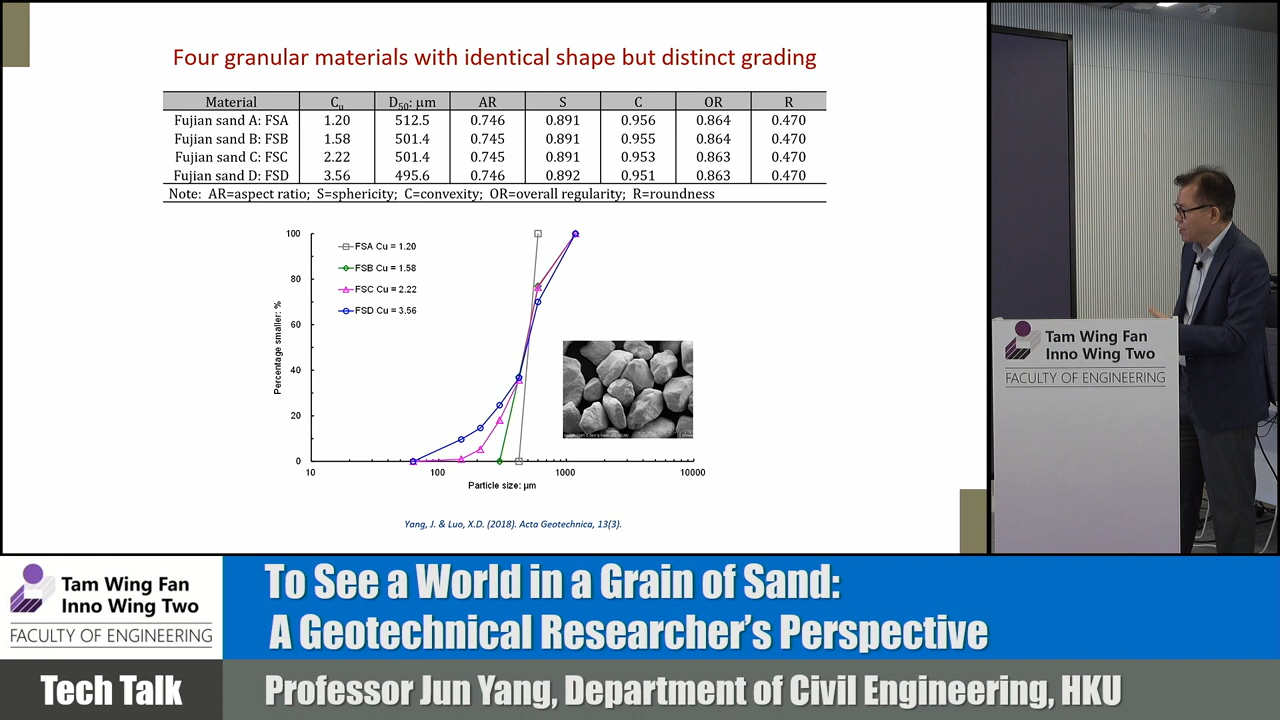 Four granular materials with identical shape but distinct grading
Material Cu D50: μm AR S C OR R
Fujian sand A: FSA 1.20 512.5 0.746 0.891 0.956 0.864 0.470
Fujian sand B: FSB 1.58 501.4 0.745 0.891 0.955 0.864 0.470
Fujian sand C: FSC 2.22 501.4 0.745 0.891 0.953 0.863 0.470
Fujian sand D: FSD 3.56 495.6 0.746 0.892 0.951 0.863 0.470
Note: AR=aspect ratio; S=sphericity; C=convexity; OR=overall regularity; R=roundness
100
80
60
40
20
0
Percentage smaller: %
FSA Cu = 1.20
FSB Cu = 1.58
FSC Cu = 2.22
FSD Cu = 3.56
10 100 1000 10000
Particle size: μm
Yang, J. & Luo, X.D. (2018). Acta Geotechnica, 13(3).
Tam Wing Fan
Inno Wing Two
FACULTY OF ENGINEERING
Tam Wing Fan
Inno Wing Two
FACULTY OF ENGINEERING
To See a World in a Grain of Sand:
A Geotechnical Researcher's Perspective
Tech Talk
Professor Jun Yang, Department of Civil Engineering, HKU